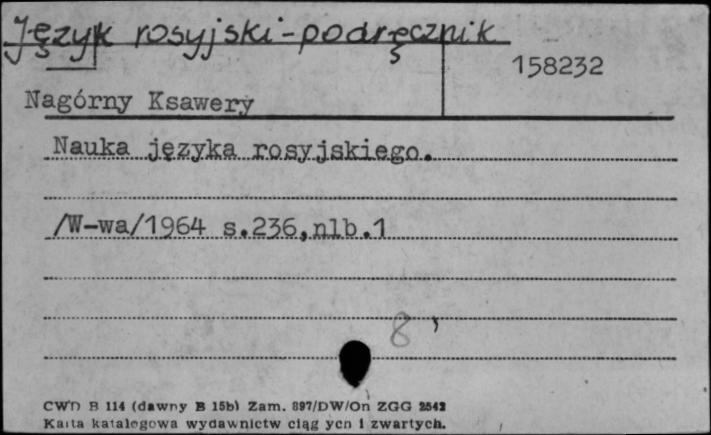 Język rosyjski - podręcznik
158232
Nagórny Ksawery
Nauka języka rosyjskiego.
/W-wa/1964 s.236,nlb.1
8°
CWD B 114 (dawny B 15b) Zam. 897/DW/On ZGG 2542
Karta katalogowa wydawnictw ciąg ycn i zwartych.